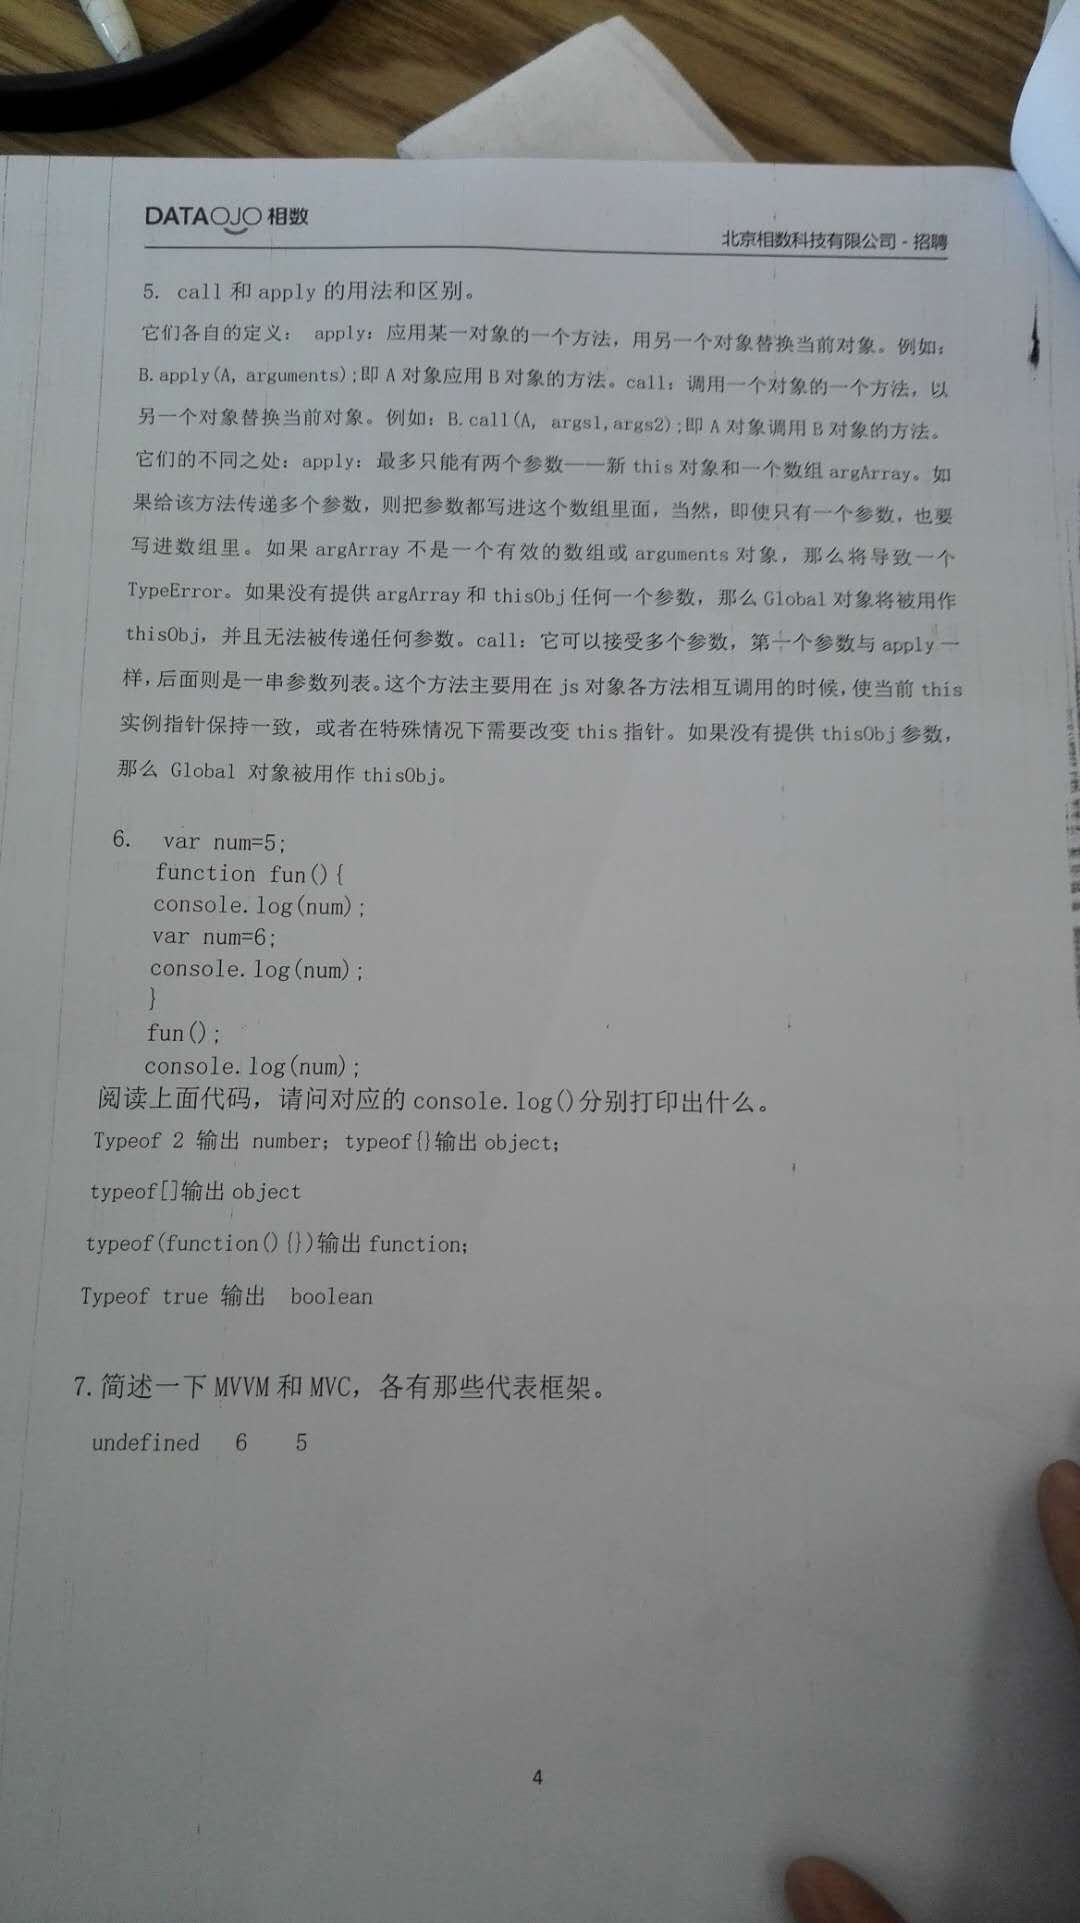 DATAOJO 相数
北京相数科技有限公司 - 招聘
5. call 和 apply 的用法和区别。
它们各自的定义： apply：应用某一对象的一个方法，用另一个对象替换当前对象。例如：
B.apply(A, arguments);即 A 对象应用 B 对象的方法。call：调用一个对象的一个方法，以
另一个对象替换当前对象。例如：B.call(A, args1,args2);即 A 对象调用 B 对象的方法。
它们的不同之处：apply：最多只能有两个参数——新 this 对象和一个数组 argArray。如
果给该方法传递多个参数，则把参数都写进这个数组里面，当然，即使只有一个参数，也要
写进数组里。如果 argArray 不是一个有效的数组或 arguments 对象，那么将导致一个
TypeError。如果没有提供 argArray 和 thisObj 任何一个参数，那么 Global 对象将被用作
thisObj，并且无法被传递任何参数。call：它可以接受多个参数，第一个参数与 apply 一
样，后面则是一串参数列表。这个方法主要用在 js 对象各方法相互调用的时候，使当前 this
实例指针保持一致，或者在特殊情况下需要改变 this 指针。如果没有提供 thisObj 参数，
那么 Global 对象被用作 thisObj。
6. var num=5;
function fun(){
console.log(num);
var num=6;
console.log(num);
}
fun();
console.log(num);
阅读上面代码，请问对应的 console.log()分别打印出什么。
Typeof 2 输出 number；typeof{}输出 object；
typeof[]输出 object
typeof(function(){})输出 function；
Typeof true 输出 boolean
7.简述一下 MVVM 和 MVC，各有那些代表框架。
undefined 6 5
4